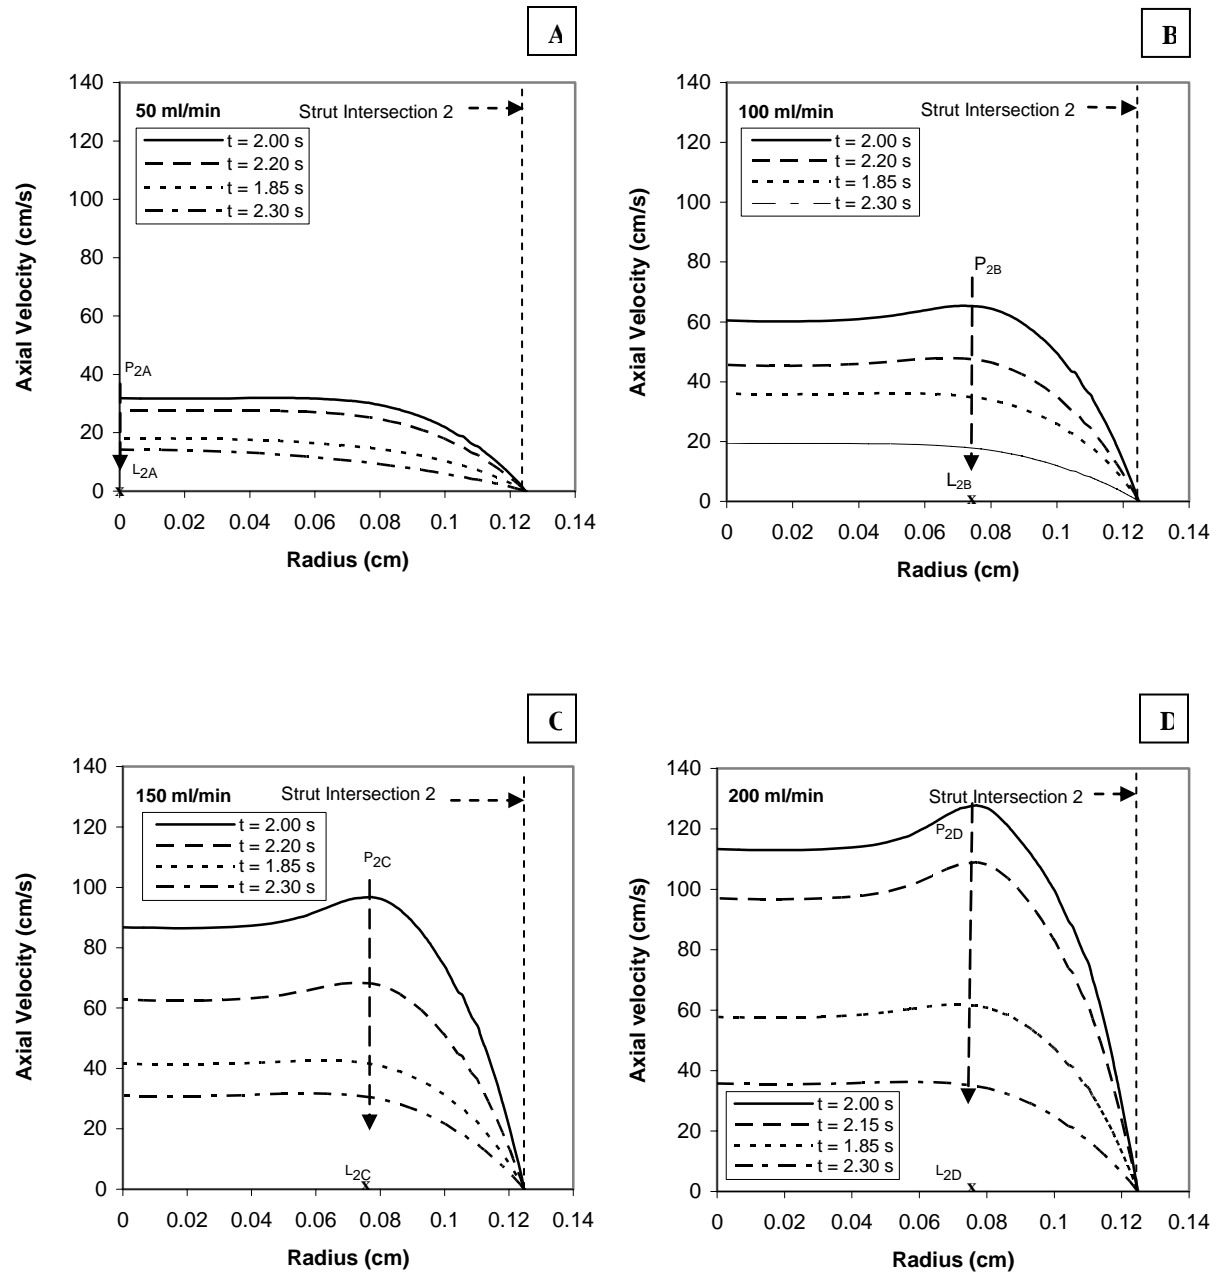 A
140
120
100
80
60
40
20
0
Axial Velocity (cm/s)
50 ml/min
Strut Intersection 2
t = 2.00 s
t = 2.20 s
t = 1.85 s
t = 2.30 s
P2A
L2A
x
0 0.02 0.04 0.06 0.08 0.1 0.12 0.14
Radius (cm)
B
140
120
100
80
60
40
20
0
Axial Velocity (cm/s)
100 ml/min
Strut Intersection 2
t = 2.00 s
t = 2.20 s
t = 1.85 s
t = 2.30 s
P2B
L2B
x
0 0.02 0.04 0.06 0.08 0.1 0.12 0.14
Radius (cm)
C
140
120
100
80
60
40
20
0
Axial Velocity (cm/s)
150 ml/min
Strut Intersection 2
t = 2.00 s
t = 2.20 s
t = 1.85 s
t = 2.30 s
P2C
L2C
x
0 0.02 0.04 0.06 0.08 0.1 0.12 0.14
Radius (cm)
D
140
120
100
80
60
40
20
0
Axial velocity (cm/s)
200 ml/min
Strut Intersection 2
P2D
t = 2.00 s
t = 2.15 s
t = 1.85 s
t = 2.30 s
L2D
x
0 0.02 0.04 0.06 0.08 0.1 0.12 0.14
Radius (cm)